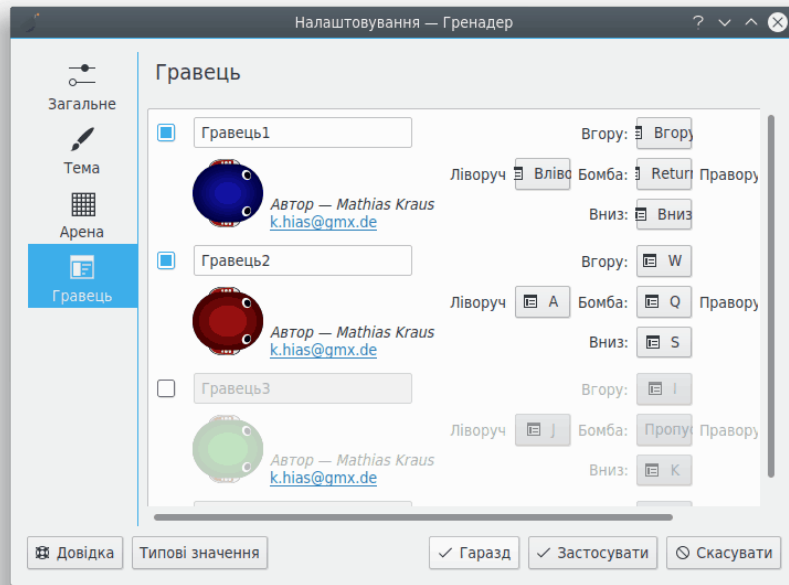 Налаштовування — Гренадер
Загальне
Тема
Арена
Гравець
Гравець
Гравець1
Вгору: Вгору
Автор — Mathias Kraus
k.hias@gmx.de
Ліворуч Вліво Бомба: Return Праворуч
Вниз: Вниз
Гравець2
Вгору: W
Автор — Mathias Kraus
k.hias@gmx.de
Ліворуч A Бомба: Q Праворуч
Вниз: S
Гравець3
Вгору: I
Автор — Mathias Kraus
k.hias@gmx.de
Ліворуч J Бомба: Пропус Праворуч
Вниз: K
Довідка Типові значення Гаразд Застосувати Скасувати